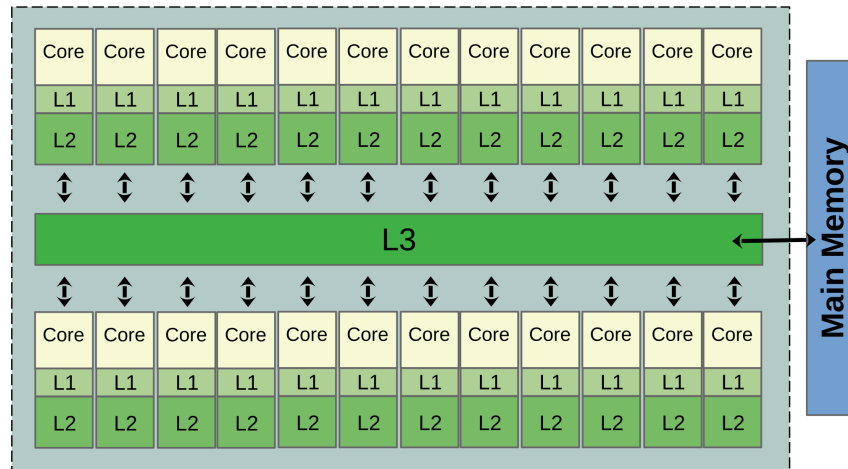 Core Core Core Core Core Core Core Core Core Core Core Core
L1 L1 L1 L1 L1 L1 L1 L1 L1 L1 L1 L1
L2 L2 L2 L2 L2 L2 L2 L2 L2 L2 L2 L2
L3
Core Core Core Core Core Core Core Core Core Core Core Core
L1 L1 L1 L1 L1 L1 L1 L1 L1 L1 L1 L1
L2 L2 L2 L2 L2 L2 L2 L2 L2 L2 L2 L2
Main Memory